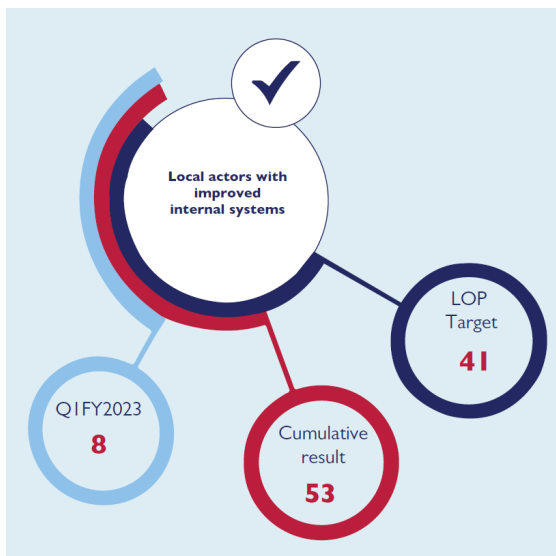 Local actors with
improved
internal systems
LOP
Target
41
Q1FY2023
8
Cumulative
result
53